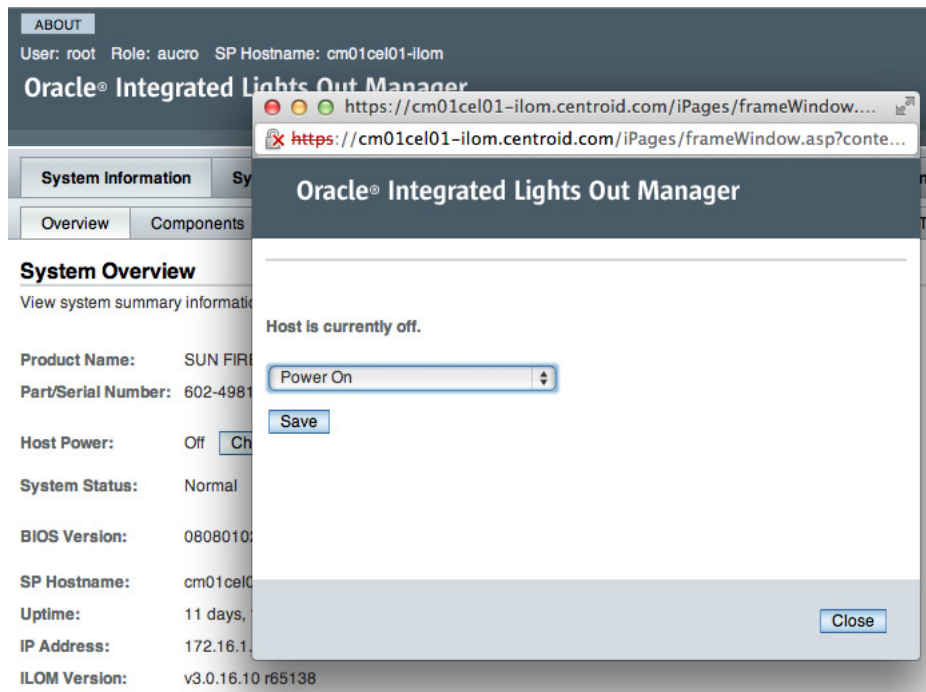 ABOUT
User: root Role: aucro SP Hostname: cm01cel01-ilom
Oracle® Integrated Lights Out Manager
System Information
Overview Components
System Overview
View system summary
Product Name: SUN FIRE
Part/Serial Number: 602-4981
Host Power: Off
System Status: Normal
BIOS Version: 0808010
SP Hostname: cm01cel0
Uptime: 11 days,
IP Address: 172.16.1.
ILOM Version: v3.0.16.10 r65138
https://cm01cel01-ilom.centroid.com/iPages/frameWindow....
https://cm01cel01-ilom.centroid.com/iPages/frameWindow.asp?conte...
Oracle® Integrated Lights Out Manager
Host is currently off.
Power On
Save
Close